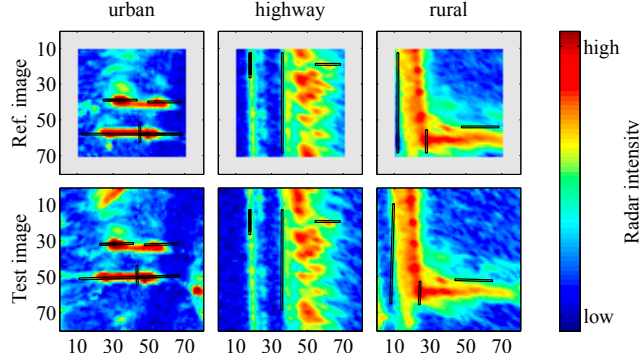 urban highway rural
Ref. image
10
30
50
70
high
Radar intensity
low
Test image
10
30
50
70
10 30 50 70 10 30 50 70 10 30 50 70